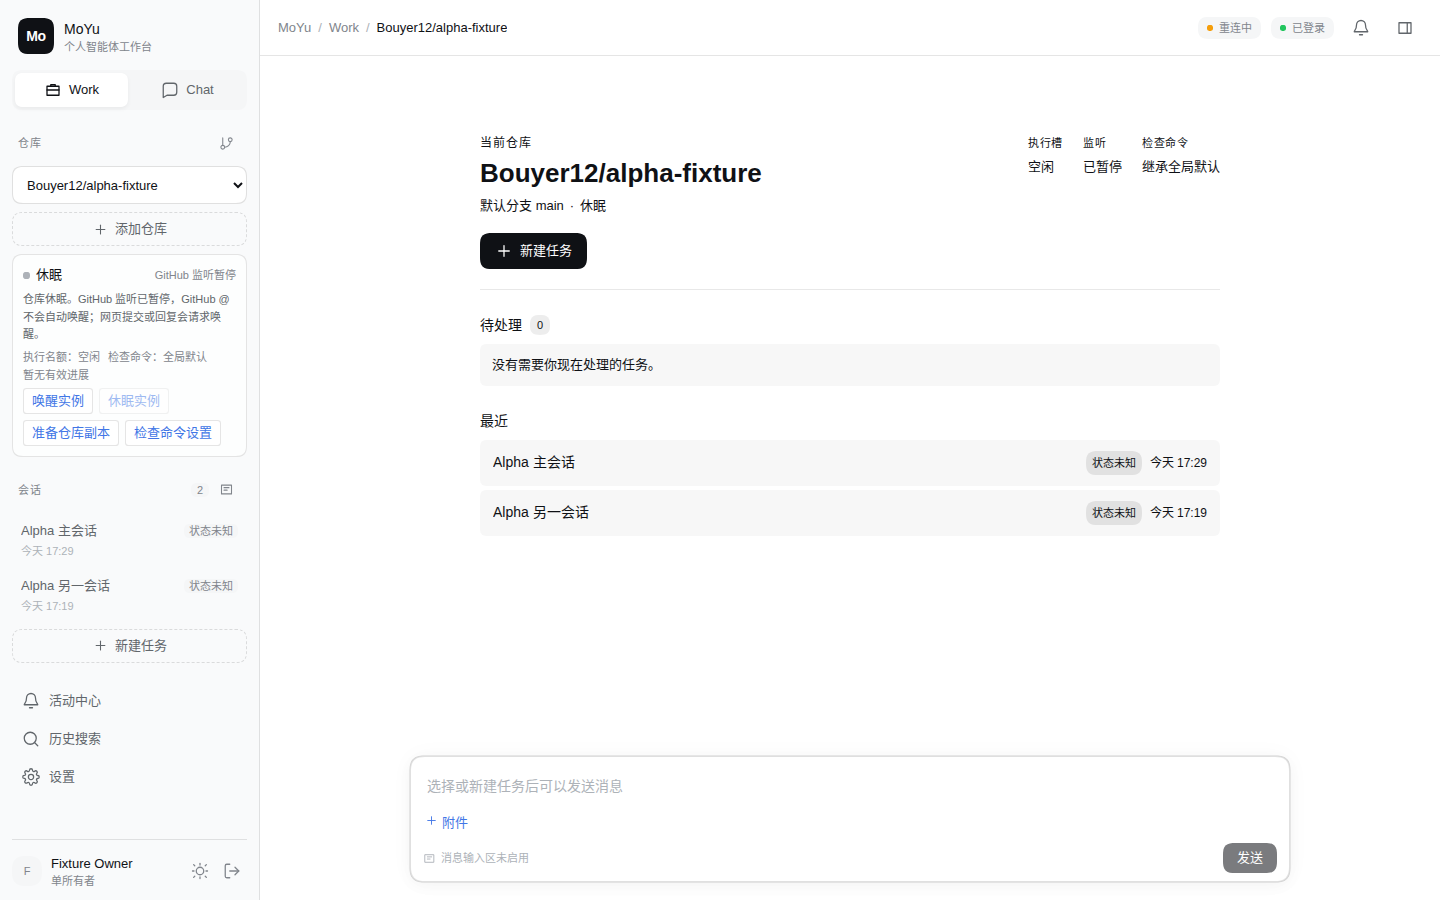 Mo
MoYu
个人智能体工作台
Work
Chat
仓库
Bouyer12/alpha-fixture
添加仓库
休眠
GitHub 监听暂停
仓库休眠。GitHub 监听已暂停，GitHub @
不会自动唤醒；网页提交或回复会请求唤
醒。
执行名额：空闲 检查命令：全局默认
暂无有效进展
唤醒实例
休眠实例
准备仓库副本
检查命令设置
会话
2
Alpha 主会话
状态未知
今天 17:29
Alpha 另一会话
状态未知
今天 17:19
新建任务
活动中心
历史搜索
设置
F
Fixture Owner
单所有者
MoYu / Work / Bouyer12/alpha-fixture
重连中
已登录
当前仓库
Bouyer12/alpha-fixture
默认分支 main · 休眠
执行槽
空闲
监听
已暂停
检查命令
继承全局默认
新建任务
待处理
0
没有需要你现在处理的任务。
最近
Alpha 主会话
状态未知
今天 17:29
Alpha 另一会话
状态未知
今天 17:19
选择或新建任务后可以发送消息
附件
消息输入区未启用
发送